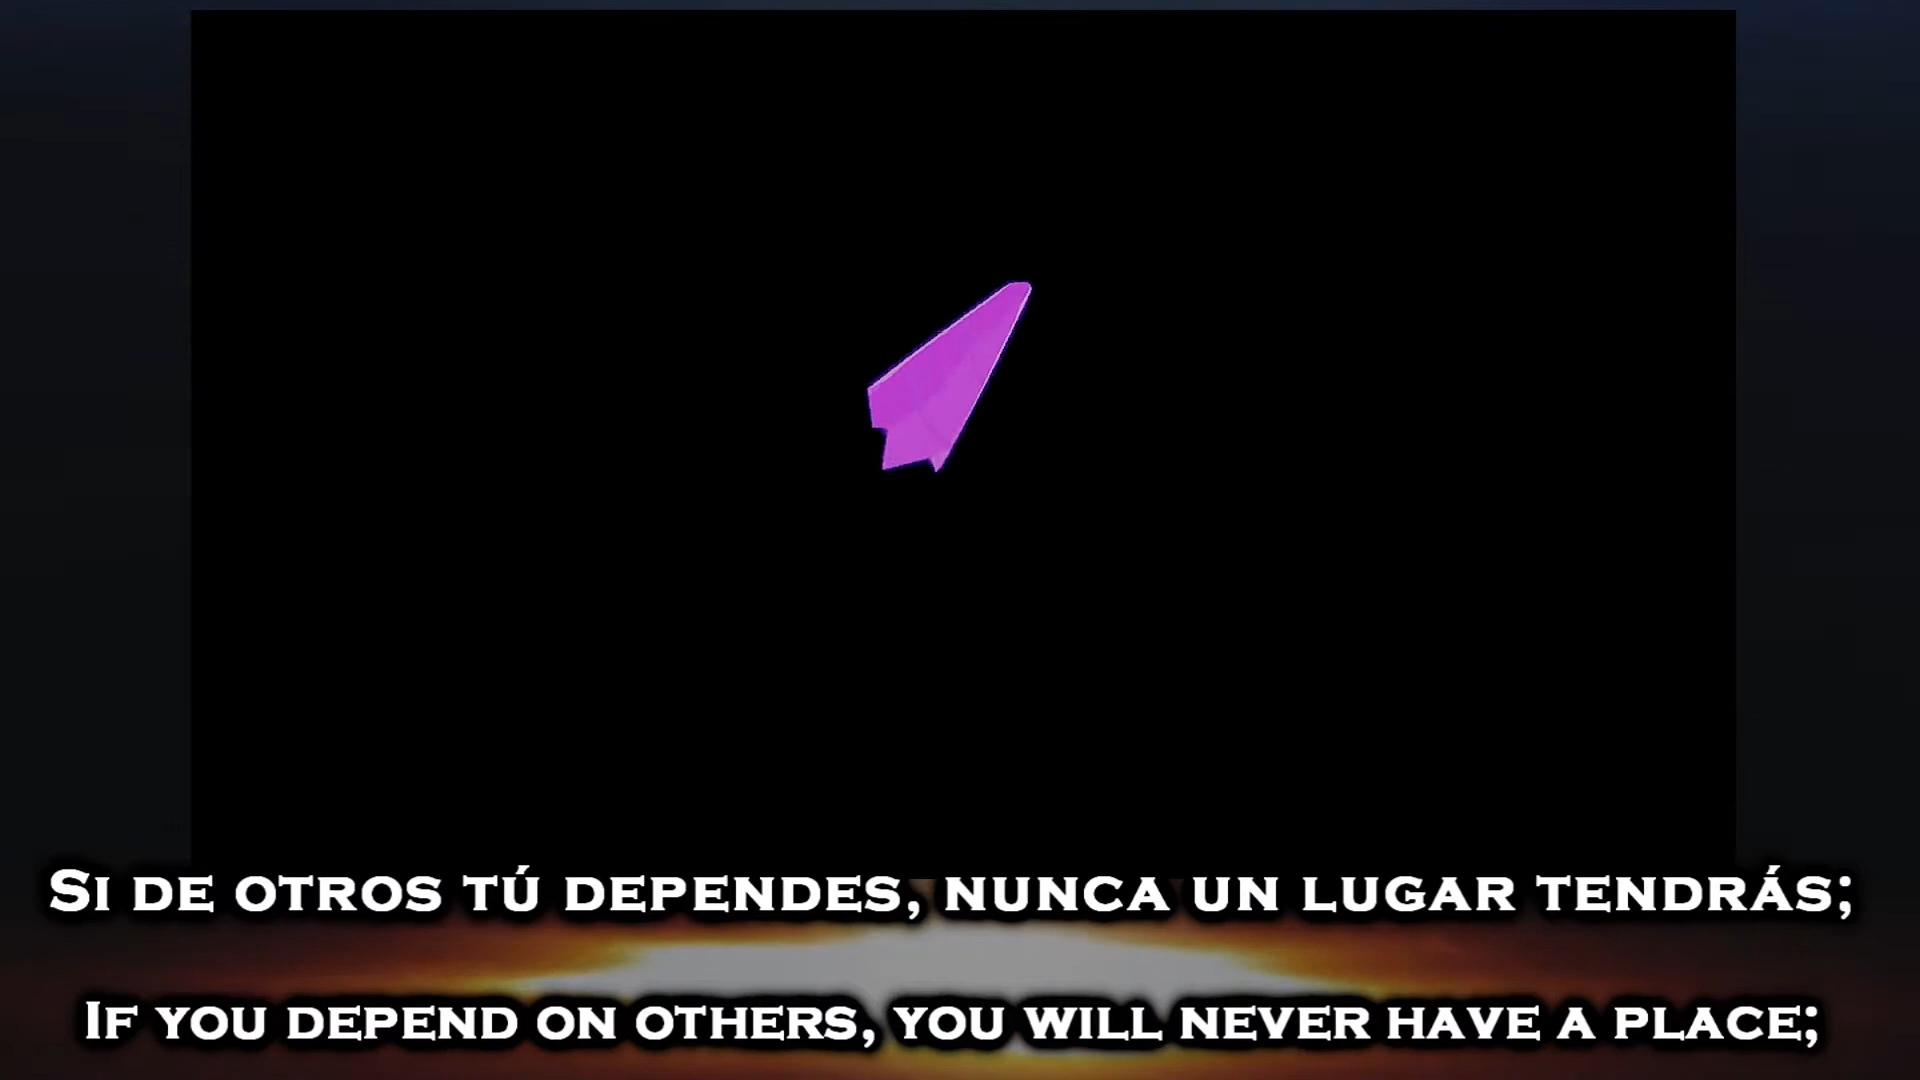 Si de otros tú dependes, nunca un lugar tendrás;
If you depend on others, you will never have a place;